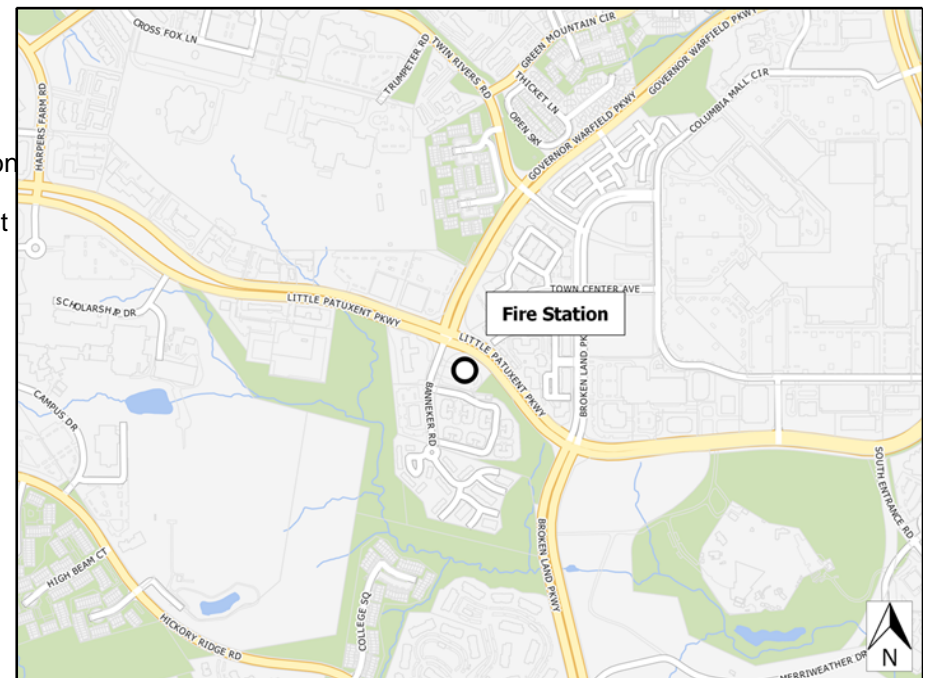 CROSS FOX LN
GREEN MOUNTAIN CIR
GOVERNOR WARFIELD PKWY
TRUMPETER RD
TWIN RIVERS RD
THICKET LN
COLUMBIA MALL CIR
HARPERS FARM RD
OPEN SKY
GOVERNOR WARFIELD PKWY
on
t
TOWN CENTER AVE
LITTLE PATUXENT PKWY
SCHOLARSHIP DR
Fire Station
LITTLE PATUXENT PKWY
BROKEN LAND PK
CAMPUS DR
BANNEKER RD
SOUTH ENTRANCE RD
BROKEN LAND PKWY
HIGH BEAM CT
COLLEGE SQ
HICKORY RIDGE RD
MERRIWEATHER DR
N